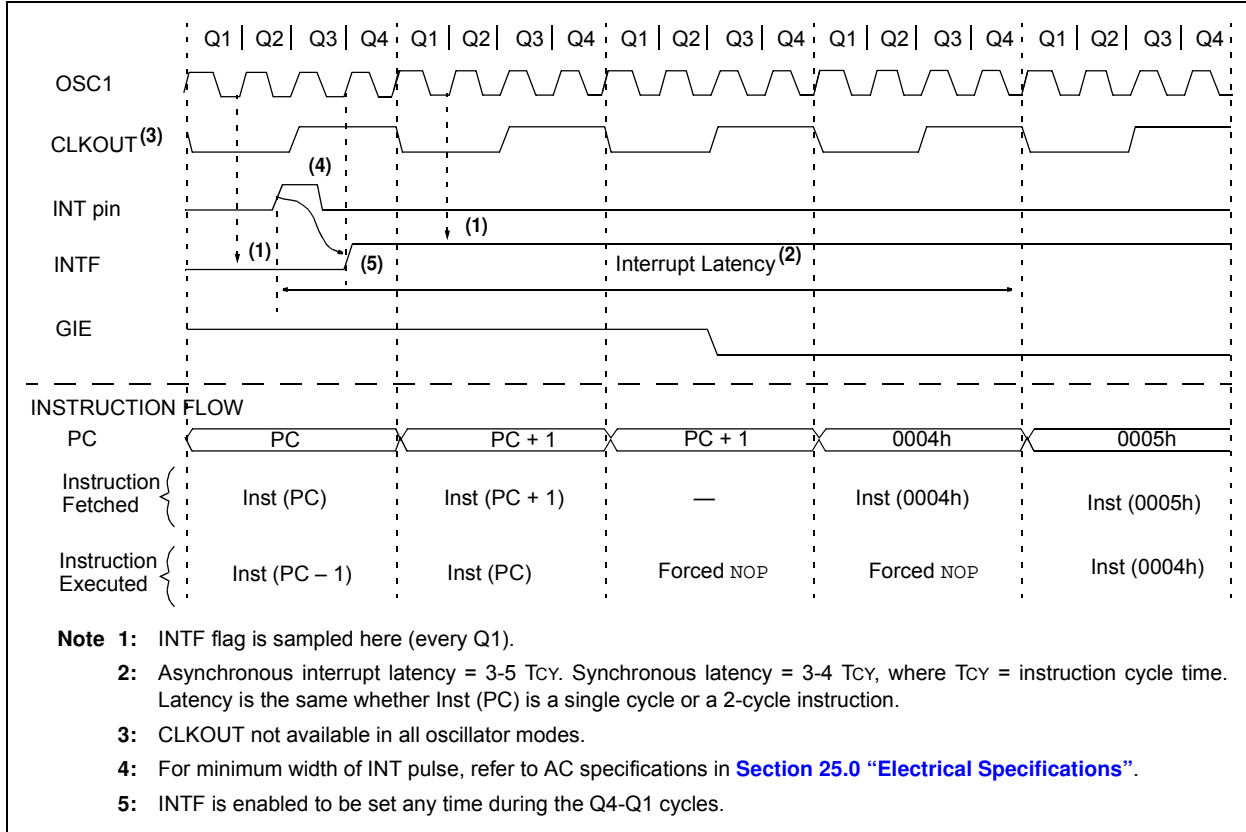 Q1 Q2 Q3 Q4 Q1 Q2 Q3 Q4 Q1 Q2 Q3 Q4 Q1 Q2 Q3 Q4 Q1 Q2 Q3 Q4
OSC1
CLKOUT(3)
(4)
INT pin
(1)
(1)
INTF
(5)
Interrupt Latency(2)
GIE
INSTRUCTION FLOW
PC PC PC + 1 PC + 1 0004h 0005h
Instruction
Fetched
Inst (PC) Inst (PC + 1) — Inst (0004h) Inst (0005h)
Instruction
Executed
Inst (PC – 1) Inst (PC) Forced NOP Forced NOP Inst (0004h)
Note 1: INTF flag is sampled here (every Q1).
2: Asynchronous interrupt latency = 3-5 TCY. Synchronous latency = 3-4 TCY, where TCY = instruction cycle time.
Latency is the same whether Inst (PC) is a single cycle or a 2-cycle instruction.
3: CLKOUT not available in all oscillator modes.
4: For minimum width of INT pulse, refer to AC specifications in Section 25.0 “Electrical Specifications”.
5: INTF is enabled to be set any time during the Q4-Q1 cycles.